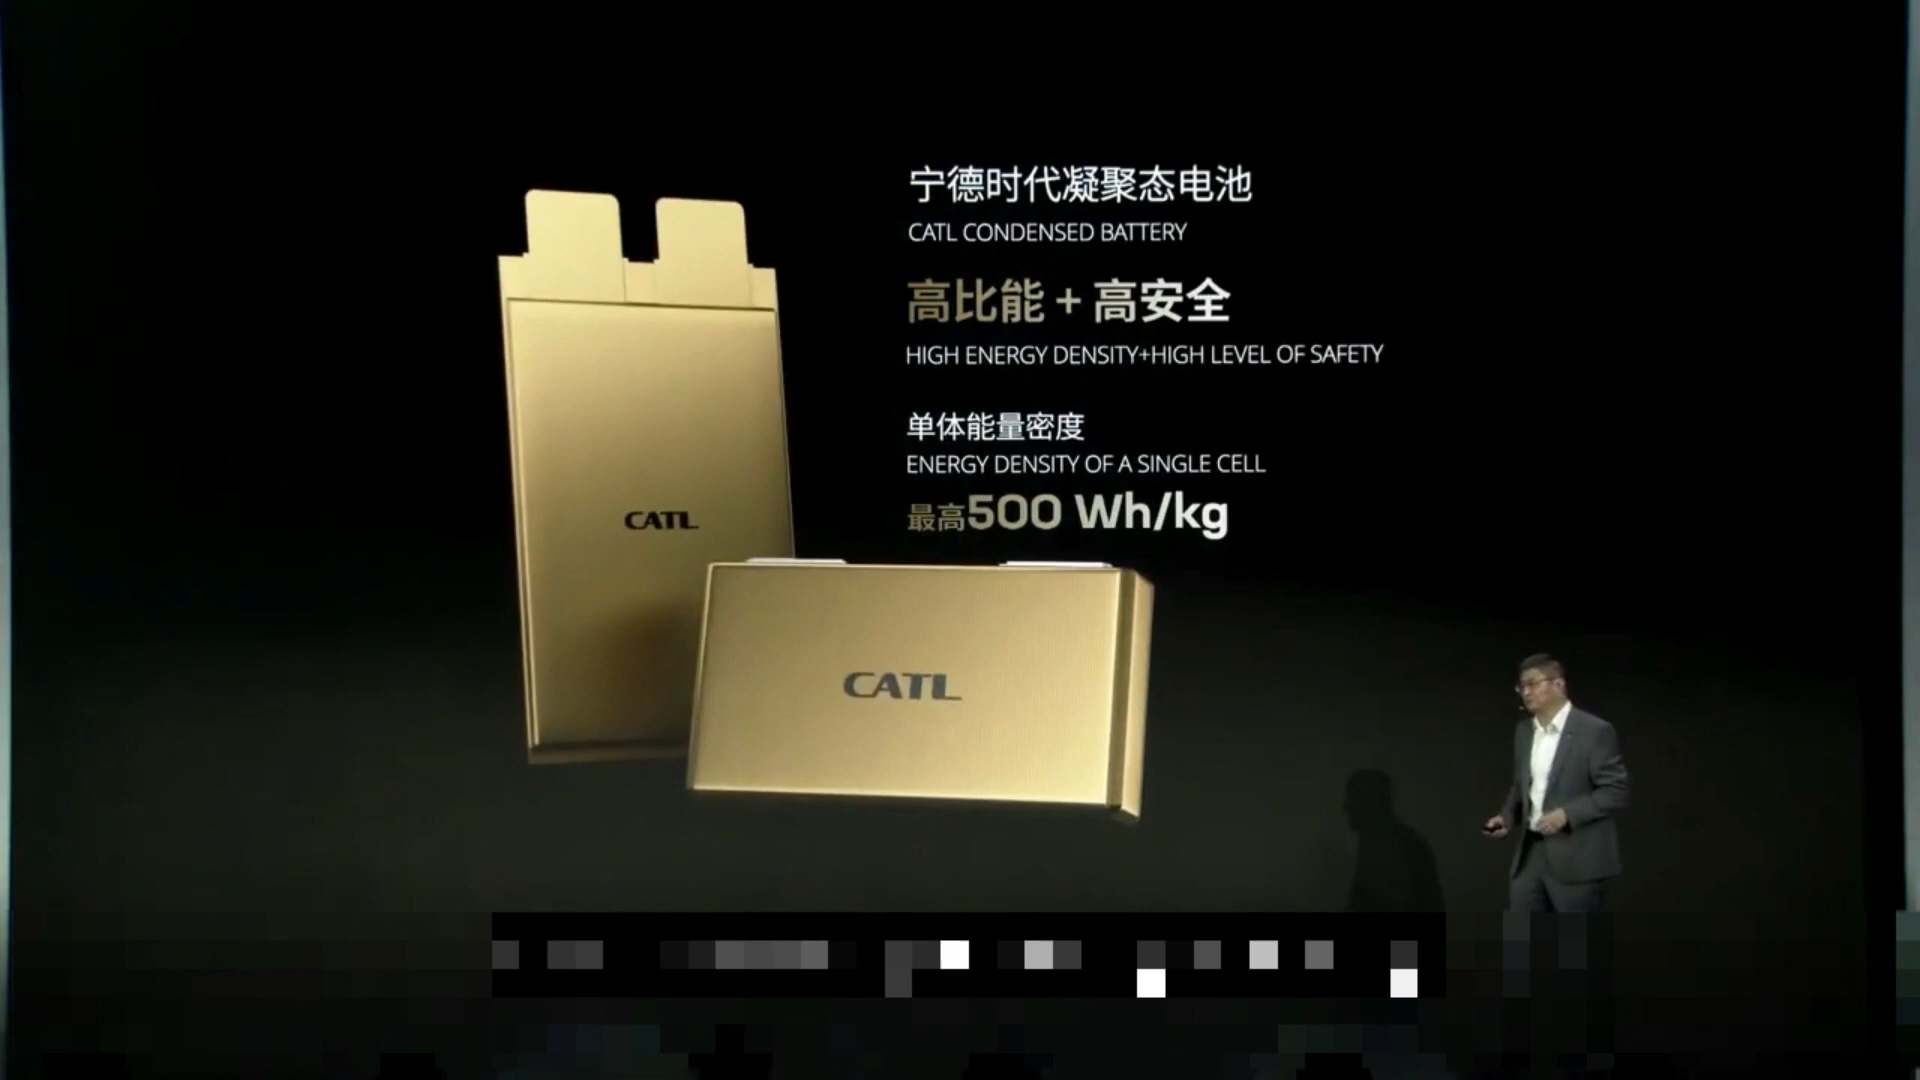 宁德时代凝聚态电池
CATL CONDENSED BATTERY
高比能 + 高安全
HIGH ENERGY DENSITY+HIGH LEVEL OF SAFETY
单体能量密度
ENERGY DENSITY OF A SINGLE CELL
最高500 Wh/kg
CATL
CATL